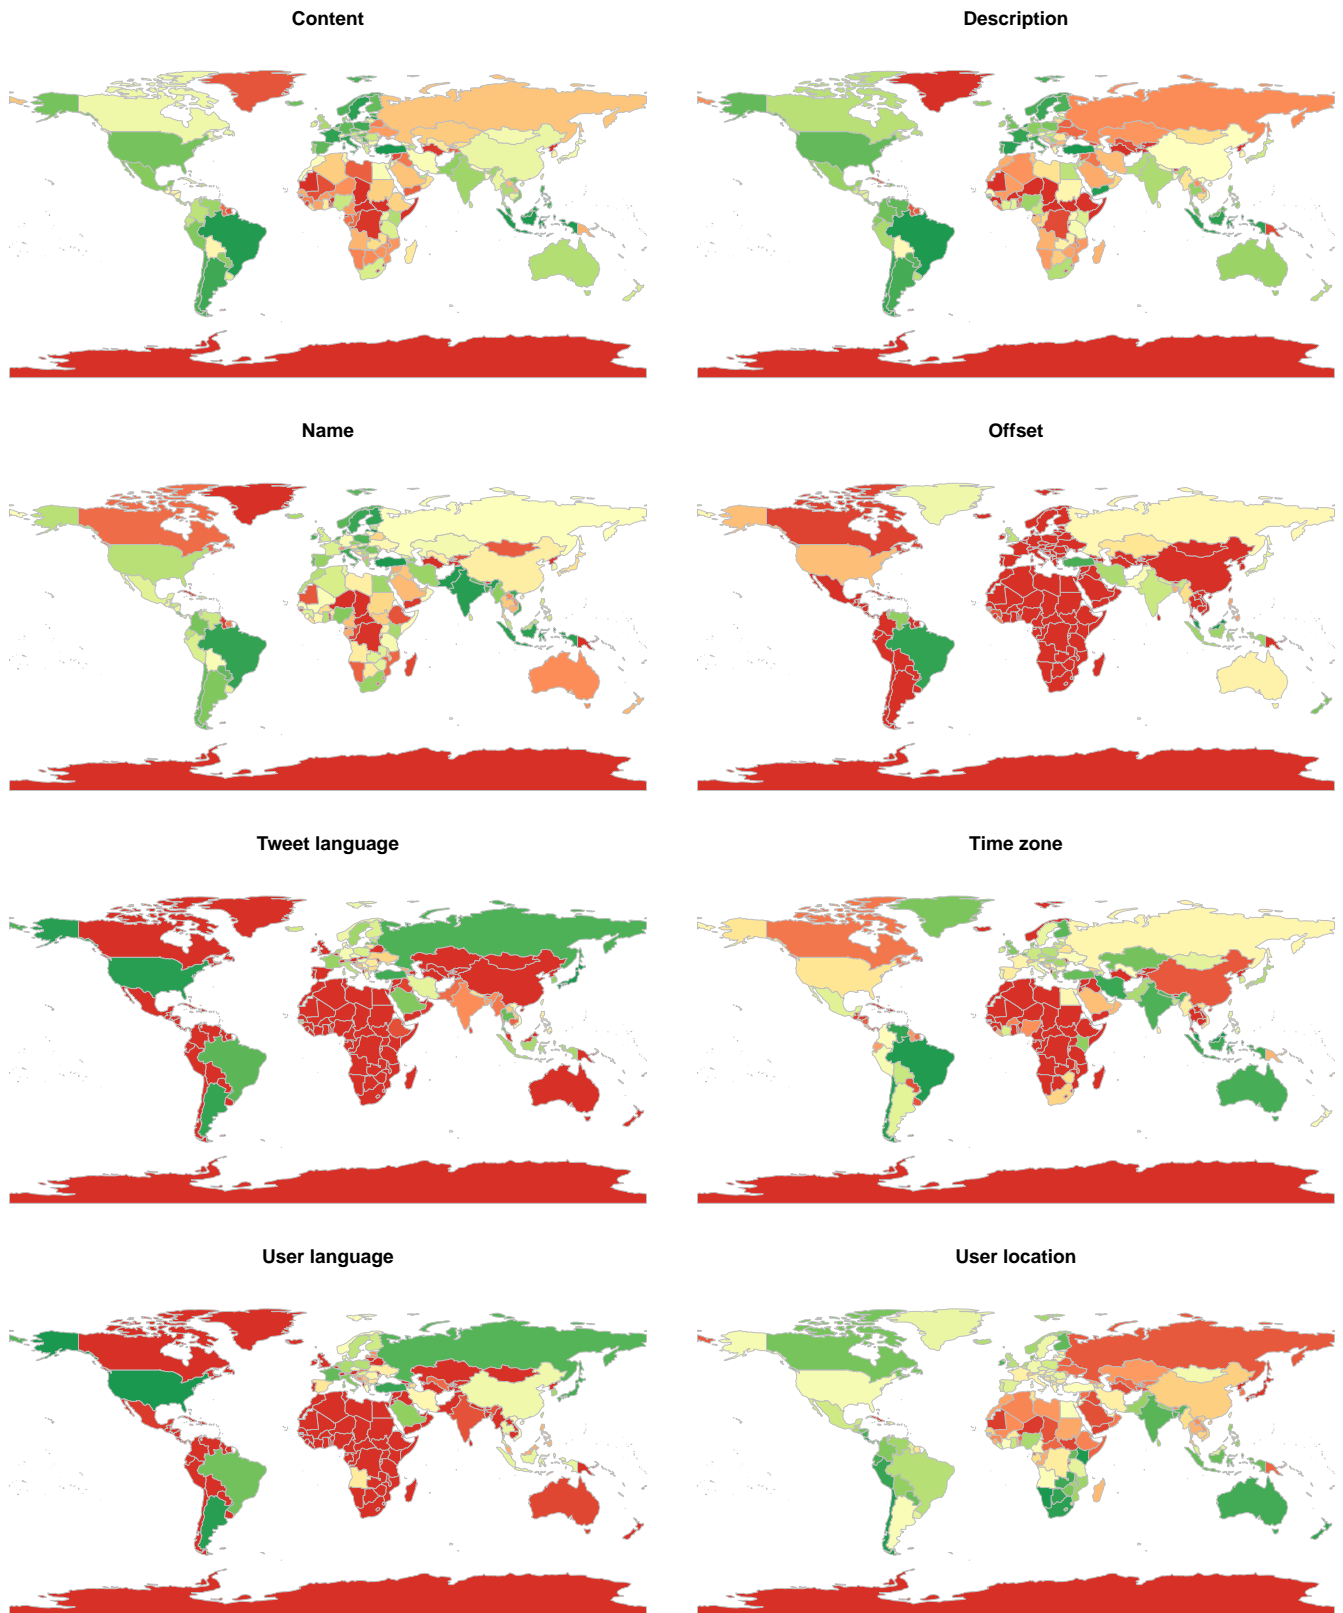 Content
Description
Name
Offset
Tweet language
Time zone
User language
User location